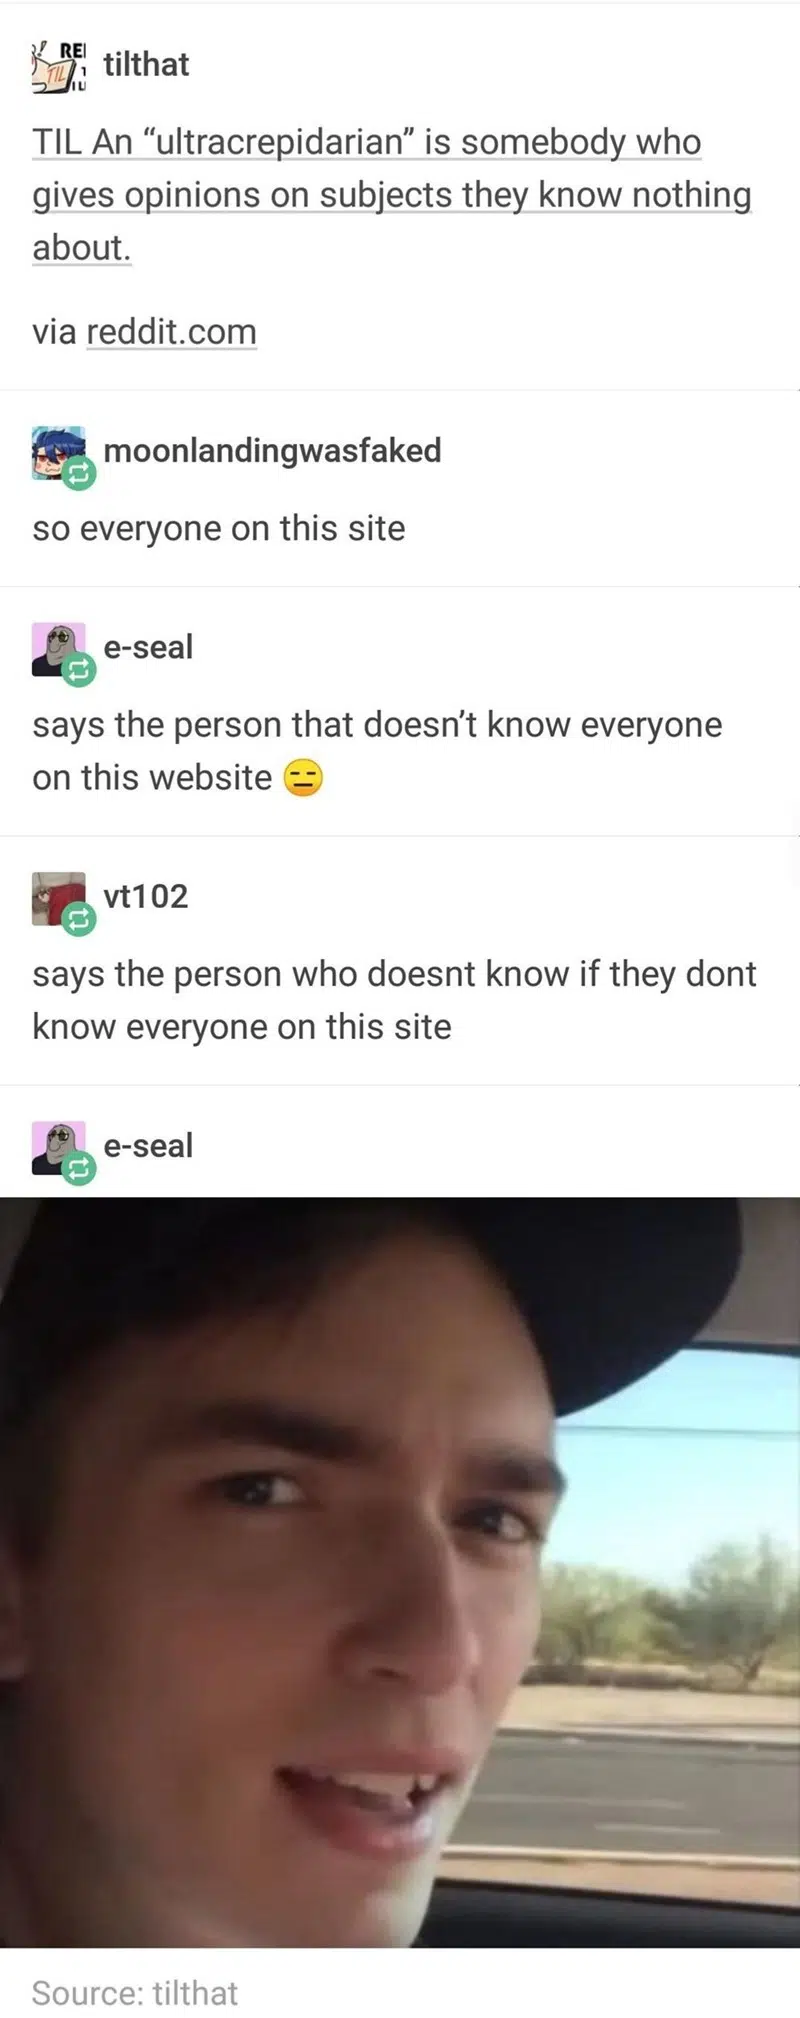 RE
TIL
tilthat
TIL An “ultracrepidarian” is somebody who
gives opinions on subjects they know nothing
about.
via reddit.com
moonlandingwasfaked
so everyone on this site
e-seal
says the person that doesn’t know everyone
on this website 😑
vt102
says the person who doesnt know if they dont
know everyone on this site
e-seal
Source: tilthat